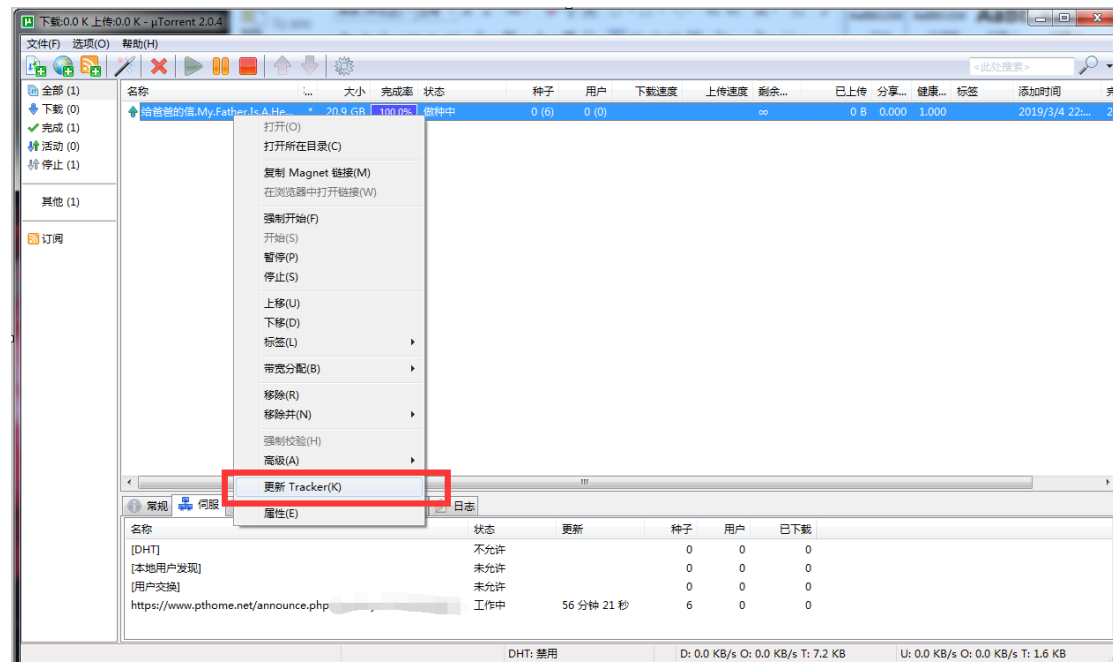 下载:0.0 K 上传:0.0 K - µTorrent 2.0.4
文件(F) 选项(O) 帮助(H)
<此处搜索>
全部 (1)
下载 (0)
完成 (1)
活动 (0)
停止 (1)
其他 (1)
订阅
名称 大小 完成率 状态 种子 用户 下载速度 上传速度 剩余... 已上传 分享... 健康... 标签 添加时间
给爸爸的信.My.Father.Is.A.He... * 20.9 GB 100.0% 做种中 0 (6) 0 (0) ∞ 0 B 0.000 1.000 2019/3/4 22:...
打开(O)
打开所在目录(C)
复制 Magnet 链接(M)
在浏览器中打开链接(W)
强制开始(F)
开始(S)
暂停(P)
停止(S)
上移(U)
下移(D)
标签(L)
带宽分配(B)
移除(R)
移除并(N)
强制校验(H)
高级(A)
更新 Tracker(K)
属性(E)
常规 伺服 日志
名称 状态 更新 种子 用户 已下载
[DHT] 不允许 0 0 0
[本地用户发现] 未允许 0 0 0
[用户交换] 未允许 0 0 0
https://www.pthome.net/announce.php 工作中 56 分钟 21 秒 6 0 0
DHT: 禁用 D: 0.0 KB/s O: 0.0 KB/s T: 7.2 KB U: 0.0 KB/s O: 0.0 KB/s T: 1.6 KB